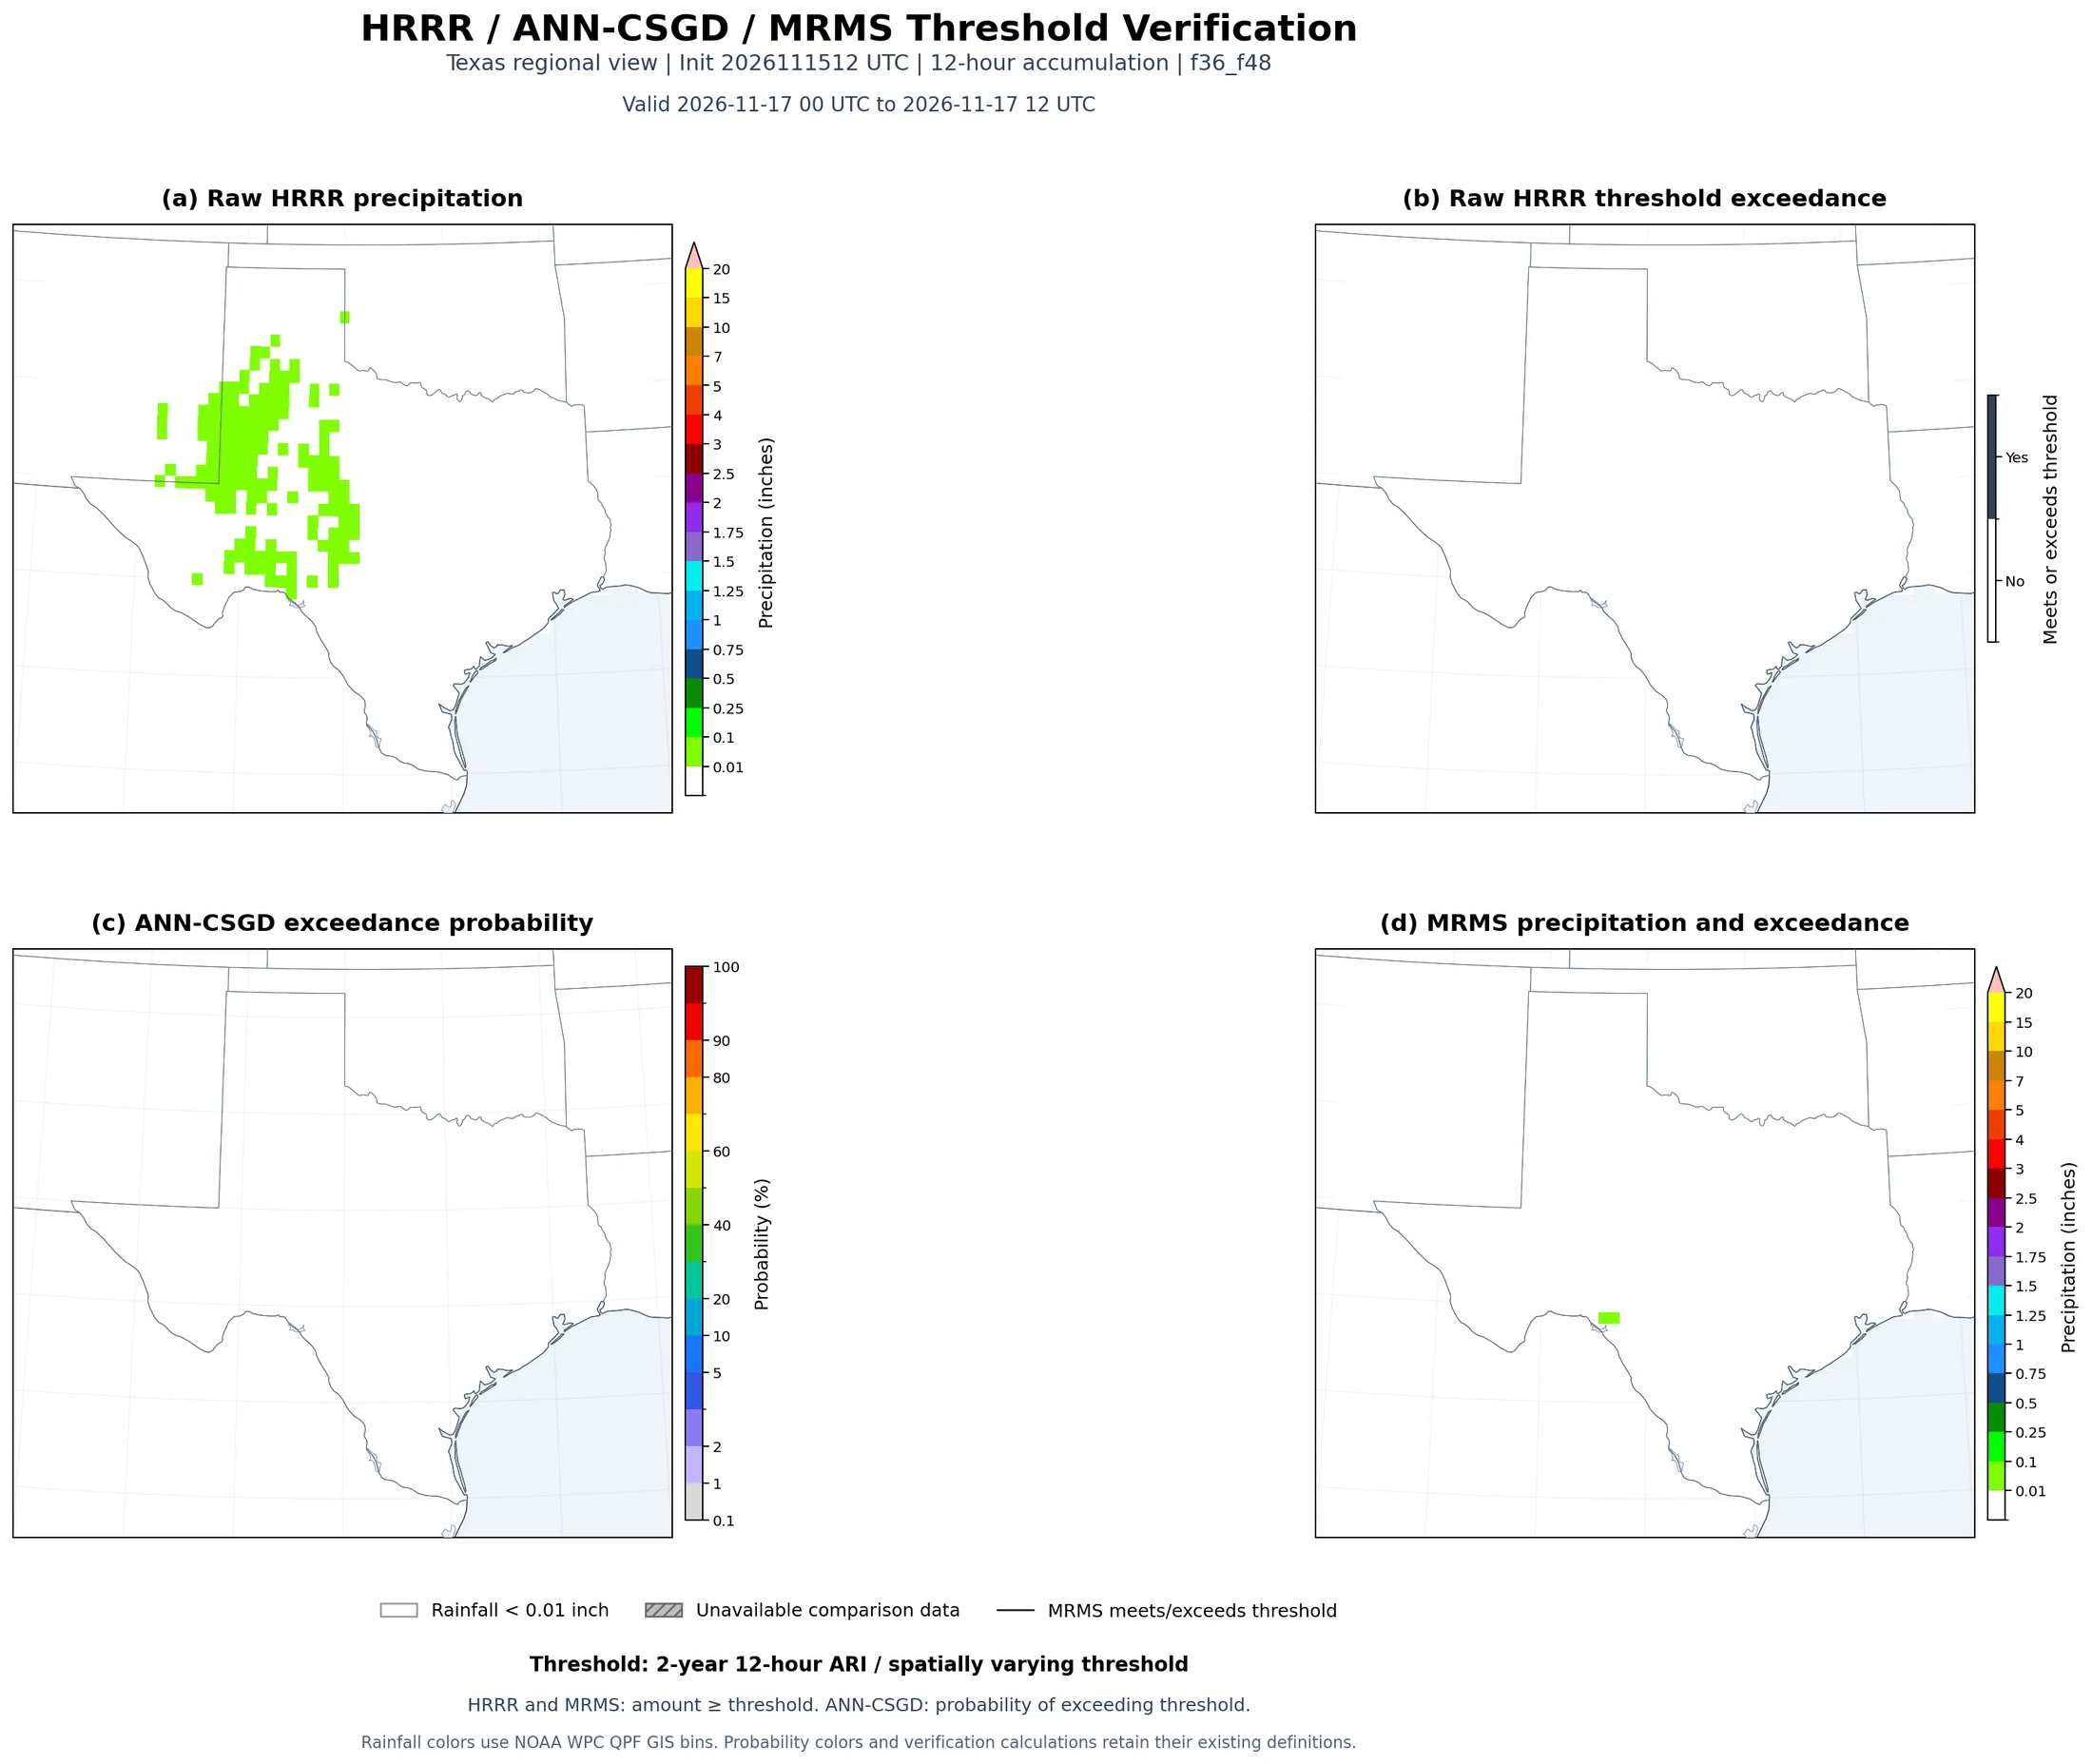 HRRR / ANN-CSGD / MRMS Threshold Verification
Texas regional view | Init 2026111512 UTC | 12-hour accumulation | f36_f48
Valid 2026-11-17 00 UTC to 2026-11-17 12 UTC
(a) Raw HRRR precipitation
20
15
10
7
5
4
3
2.5
2
1.75
1.5
1.25
1
0.75
0.5
0.25
0.1
0.01
Precipitation (inches)
(b) Raw HRRR threshold exceedance
Yes
No
Meets or exceeds threshold
(c) ANN-CSGD exceedance probability
100
90
80
60
40
20
10
5
2
1
0.1
Probability (%)
(d) MRMS precipitation and exceedance
20
15
10
7
5
4
3
2.5
2
1.75
1.5
1.25
1
0.75
0.5
0.25
0.1
0.01
Precipitation (inches)
Rainfall < 0.01 inch
Unavailable comparison data
MRMS meets/exceeds threshold
Threshold: 2-year 12-hour ARI / spatially varying threshold
HRRR and MRMS: amount ≥ threshold. ANN-CSGD: probability of exceeding threshold.
Rainfall colors use NOAA WPC QPF GIS bins. Probability colors and verification calculations retain their existing definitions.